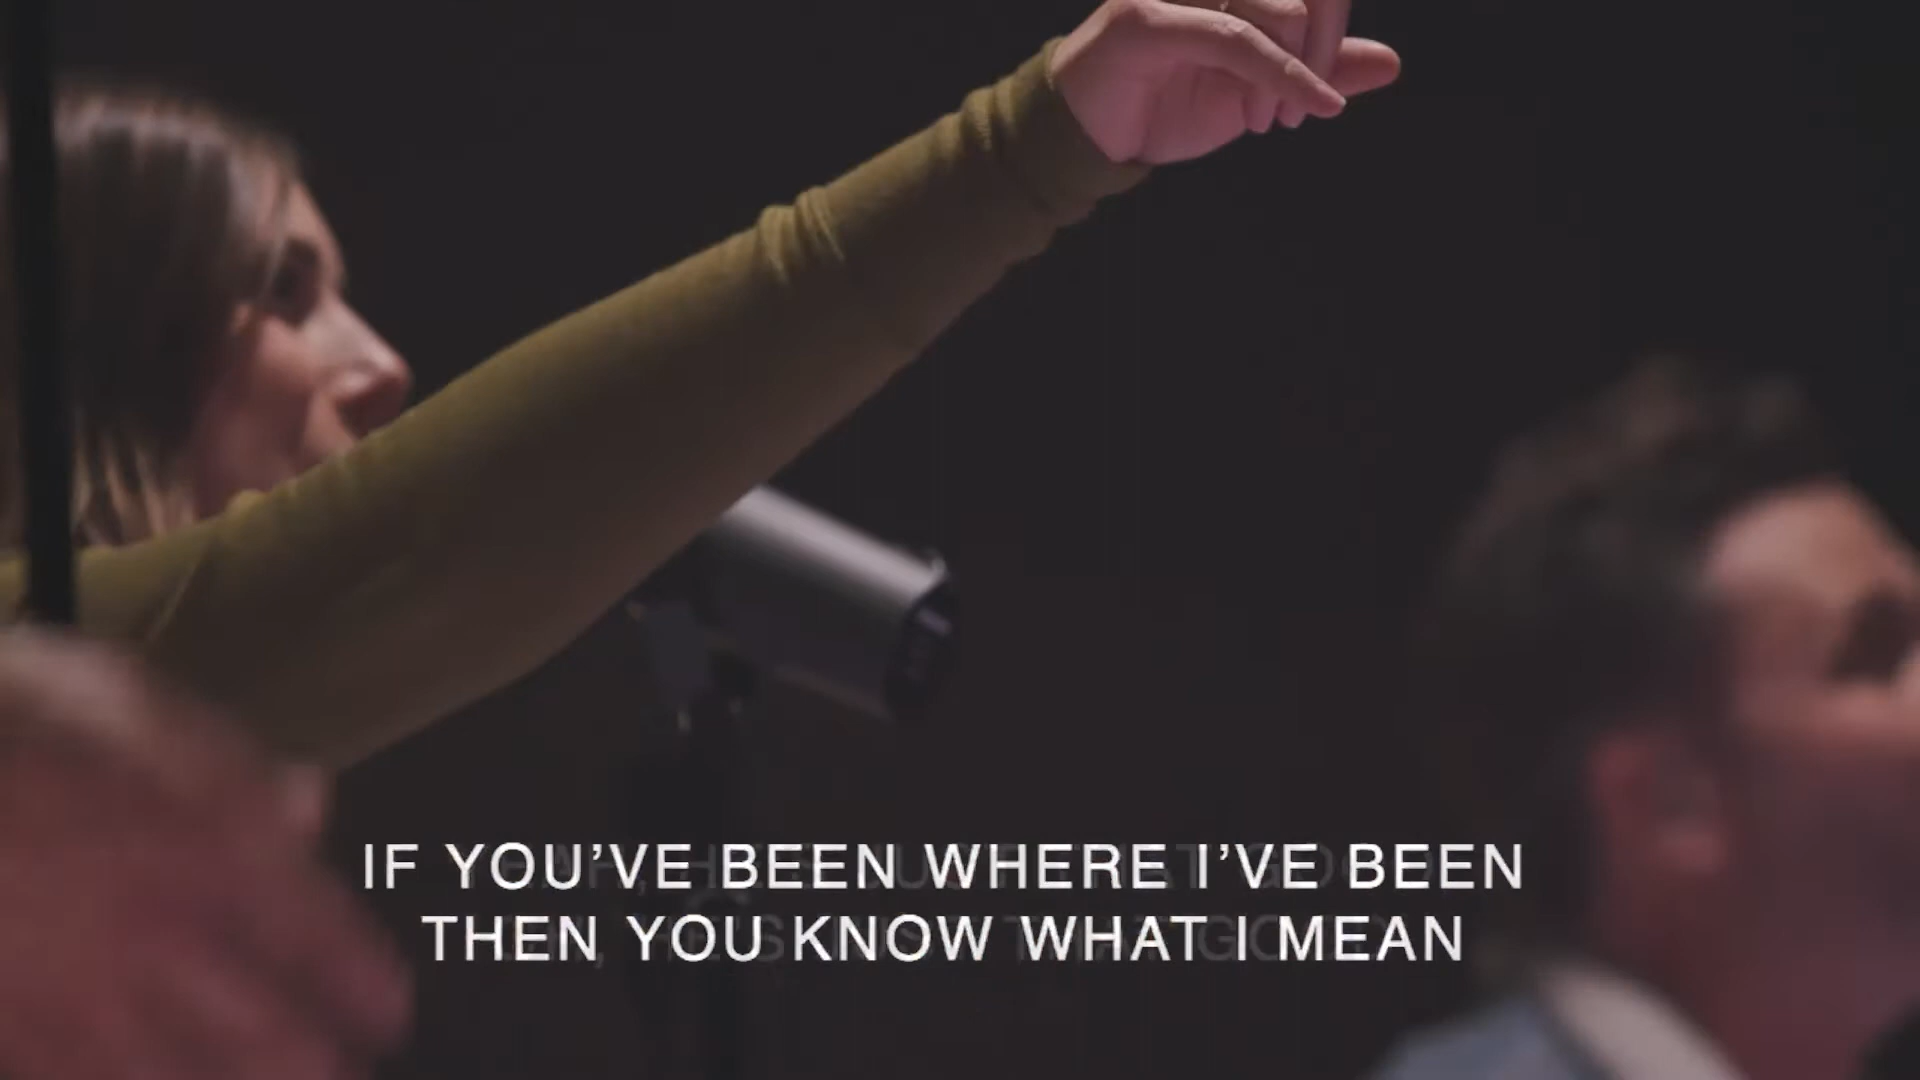 IF YOU’VE BEEN WHERE I’VE BEEN
THEN, YOU KNOW WHAT I MEAN